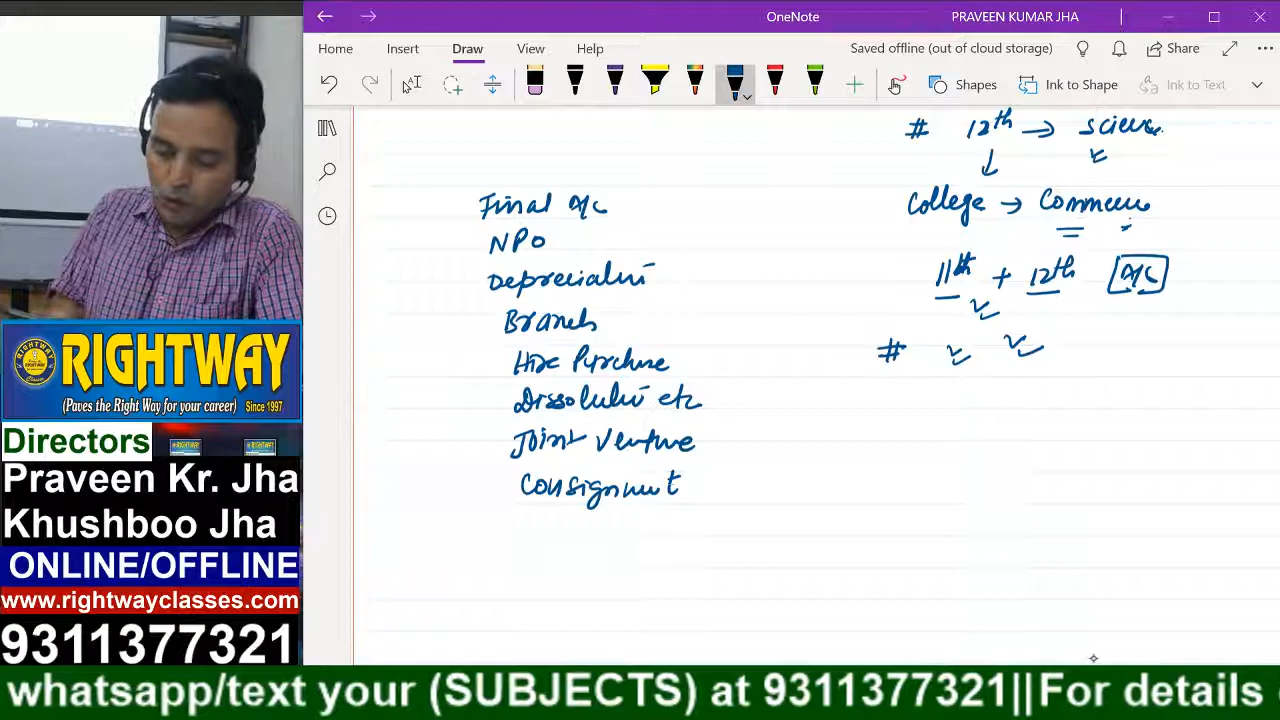 OneNote
PRAVEEN KUMAR JHA
Home Insert Draw View Help
Saved offline (out of cloud storage)
Share
Shapes
Ink to Shape
Ink to Text
# 12th → Science
College → Commerce
11th + 12th A/c
#
Final A/c
NPO
Depreciation
Branch
Hire Purchase
Dissolution etc
Joint Venture
Consignment
RIGHTWAY
(Paves the Right Way for your career) Since 1997
Directors
Praveen Kr. Jha
Khushboo Jha
ONLINE/OFFLINE
www.rightwayclasses.com
9311377321
whatsapp/text your (SUBJECTS) at 9311377321||For details